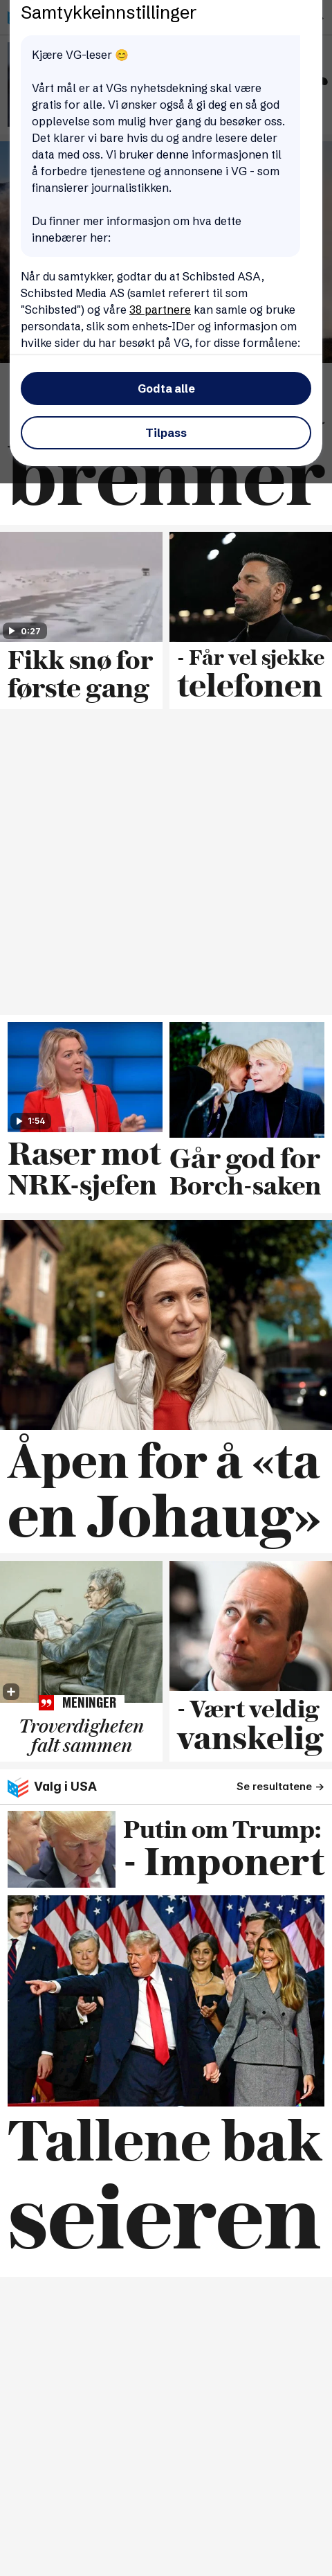 Samtykkeinnstillinger
Kjære VG-leser 😊
Vårt mål er at VGs nyhetsdekning skal være
gratis for alle. Vi ønsker også å gi deg en så god
opplevelse som mulig hver gang du besøker oss.
Det klarer vi bare hvis du og andre lesere deler
data med oss. Vi bruker denne informasjonen til
å forbedre tjenestene og annonsene i VG - som
finansierer journalistikken.
Du finner mer informasjon om hva dette
innebærer her:
Når du samtykker, godtar du at Schibsted ASA,
Schibsted Media AS (samlet referert til som
"Schibsted") og våre 38 partnere kan samle og bruke
persondata, slik som enhets-IDer og informasjon om
hvilke sider du har besøkt på VG, for disse formålene:
Godta alle
Tilpass
brenner
0:27
Fikk snø for
første gang
- Får vel sjekke
telefonen
1:54
Raser mot
NRK-sjefen
Går god for
Borch-saken
Åpen for å «ta
en Johaug»
MENINGER
Troverdigheten
falt sammen
- Vært veldig
vanskelig
Valg i USA
Se resultatene →
Putin om Trump:
- Imponert
Tallene bak
seieren